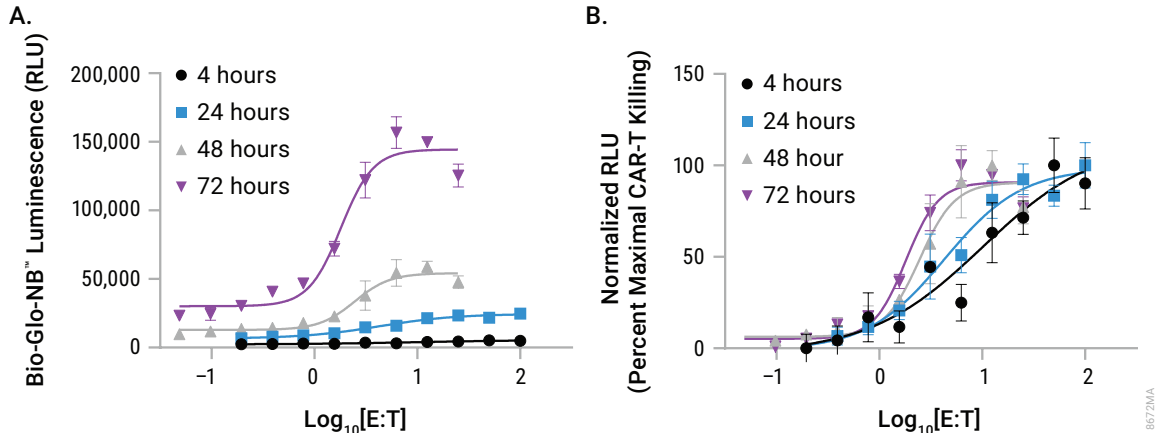 A.
Bio-Glo-NB™ Luminescence (RLU)
200,000
150,000
100,000
50,000
0
4 hours
24 hours
48 hours
72 hours
−1
0
1
2
Log₁₀[E:T]
B.
Normalized RLU
(Percent Maximal CAR-T Killing)
150
100
50
0
4 hours
24 hours
48 hour
72 hours
−1
0
1
2
Log₁₀[E:T]
8672MA